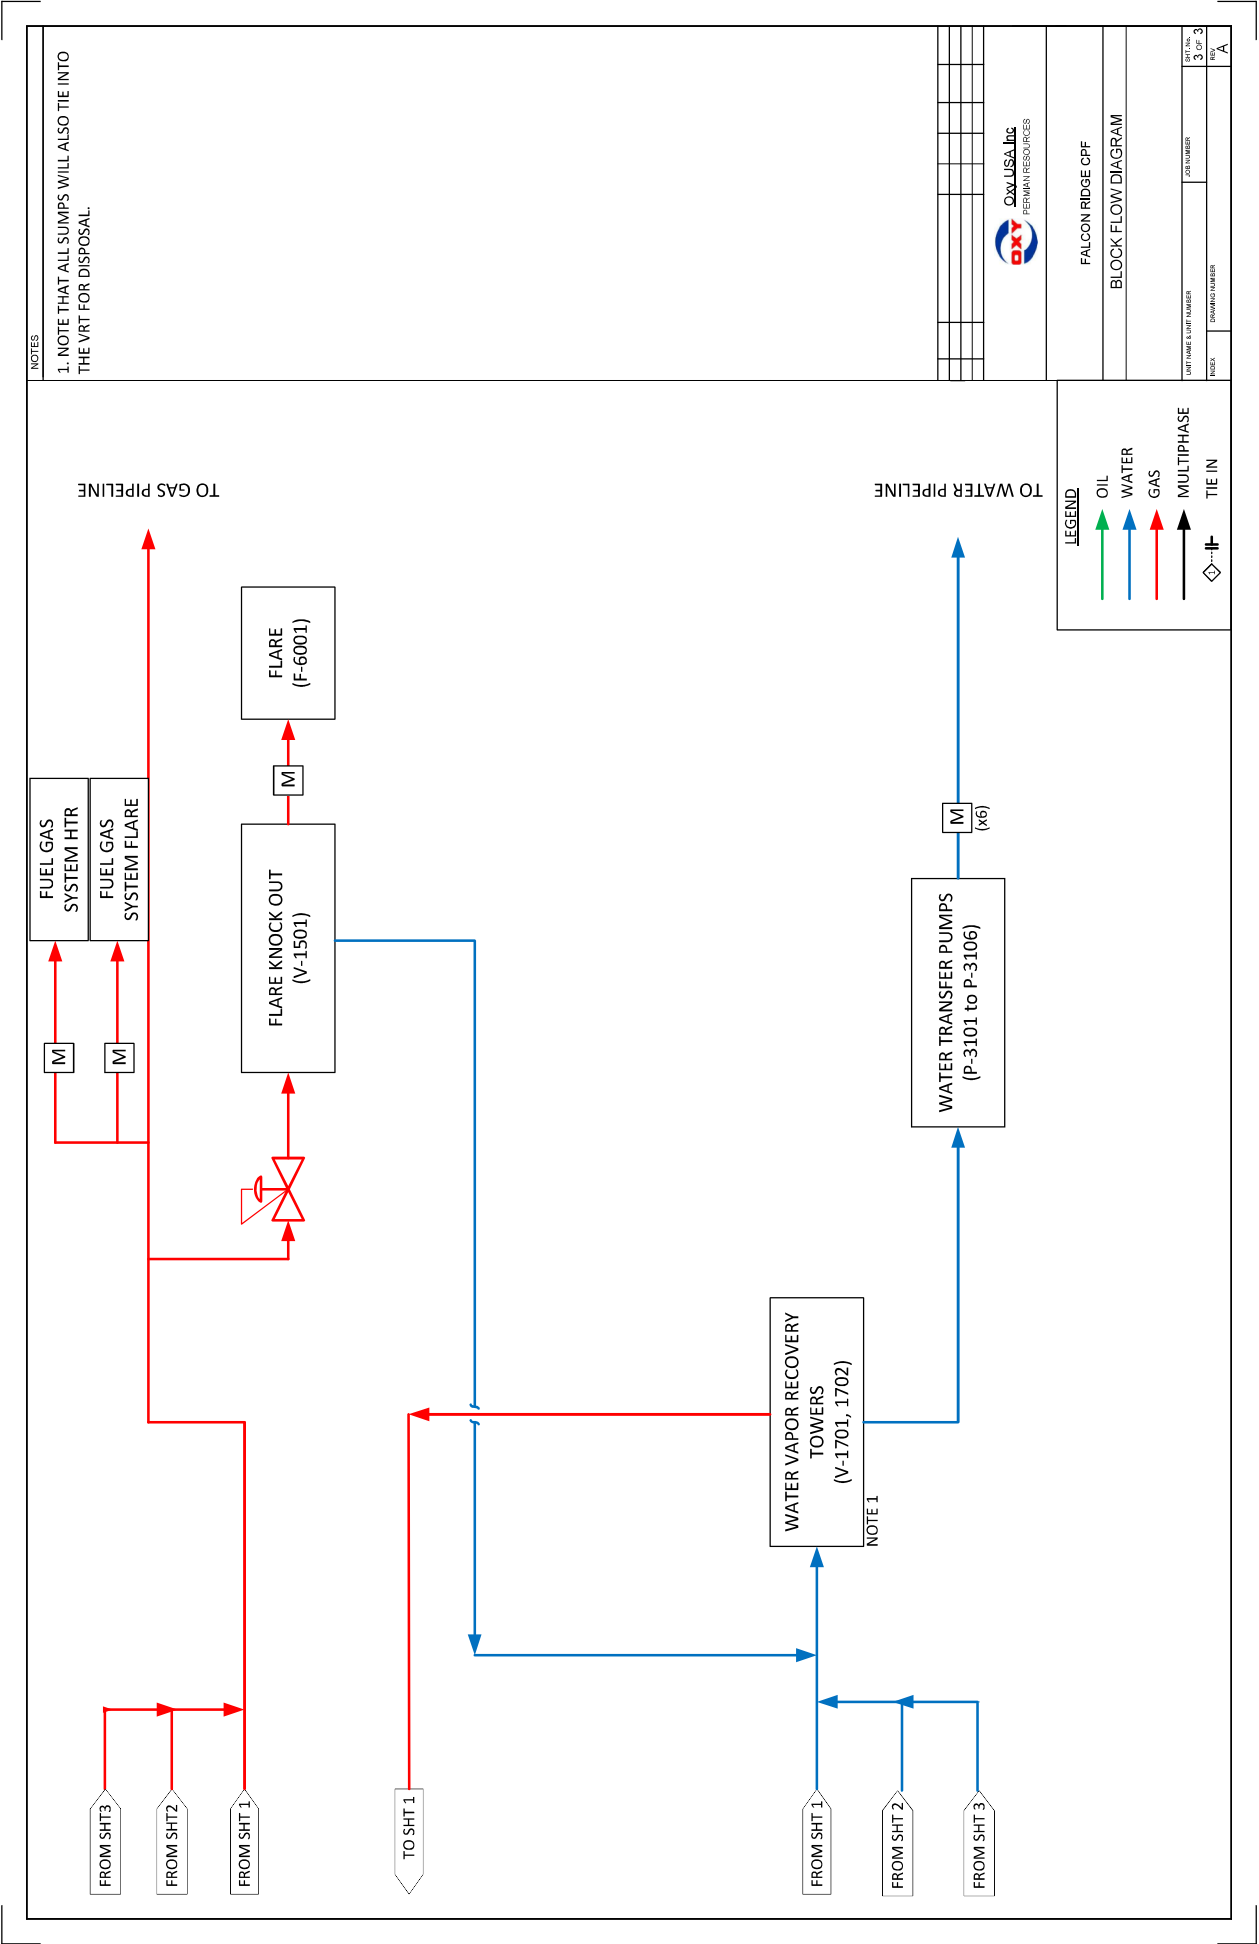 FROM SHT3
FROM SHT2
FROM SHT 1
M
M
FUEL GAS
SYSTEM HTR
FUEL GAS
SYSTEM FLARE
TO GAS PIPELINE
FLARE KNOCK OUT
(V-1501)
M
FLARE
(F-6001)
TO SHT 1
FROM SHT 1
FROM SHT 2
FROM SHT 3
WATER VAPOR RECOVERY
TOWERS
(V-1701, 1702)
NOTE 1
WATER TRANSFER PUMPS
(P-3101 to P-3106)
M
(x6)
TO WATER PIPELINE
LEGEND
OIL
WATER
GAS
MULTIPHASE
1
TIE IN
NOTES
1. NOTE THAT ALL SUMPS WILL ALSO TIE INTO
THE VRT FOR DISPOSAL.
OXY
Oxy USA Inc
PERMIAN RESOURCES
FALCON RIDGE CPF
BLOCK FLOW DIAGRAM
UNIT NAME & UNIT NUMBER
JOB NUMBER
SHT. No.
3 OF 3
INDEX
DRAWING NUMBER
REV
A